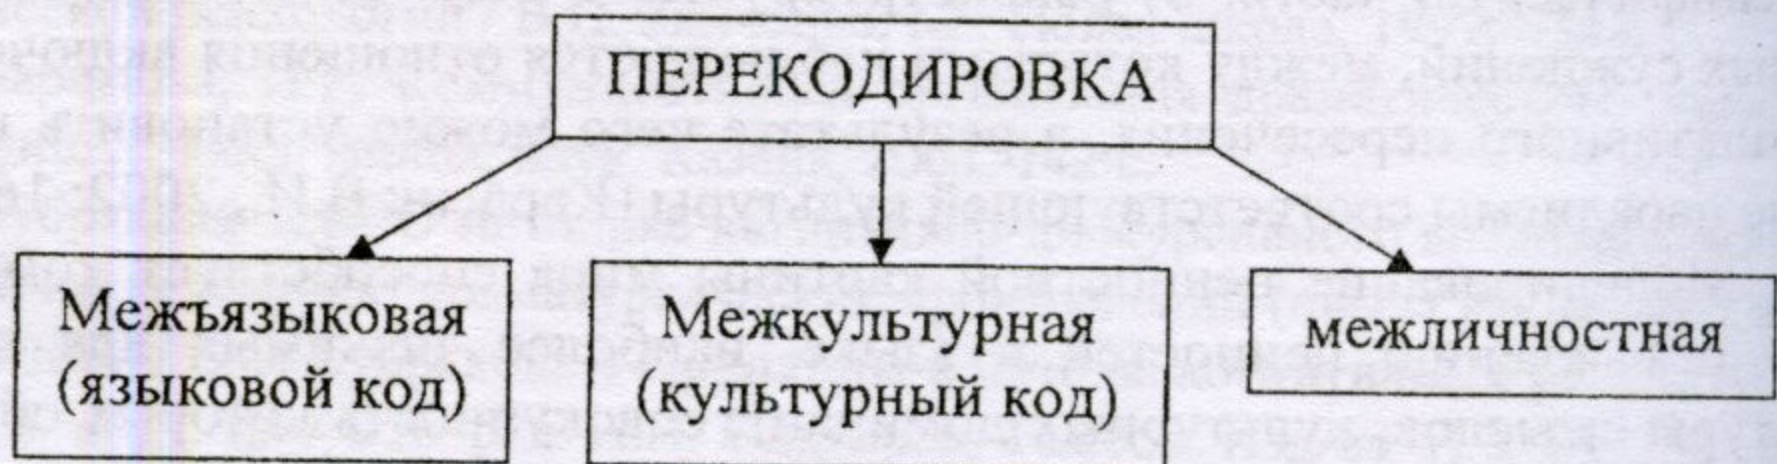 ПЕРЕКОДИРОВКА
Межъязыковая
(языковой код)
Межкультурная
(культурный код)
межличностная